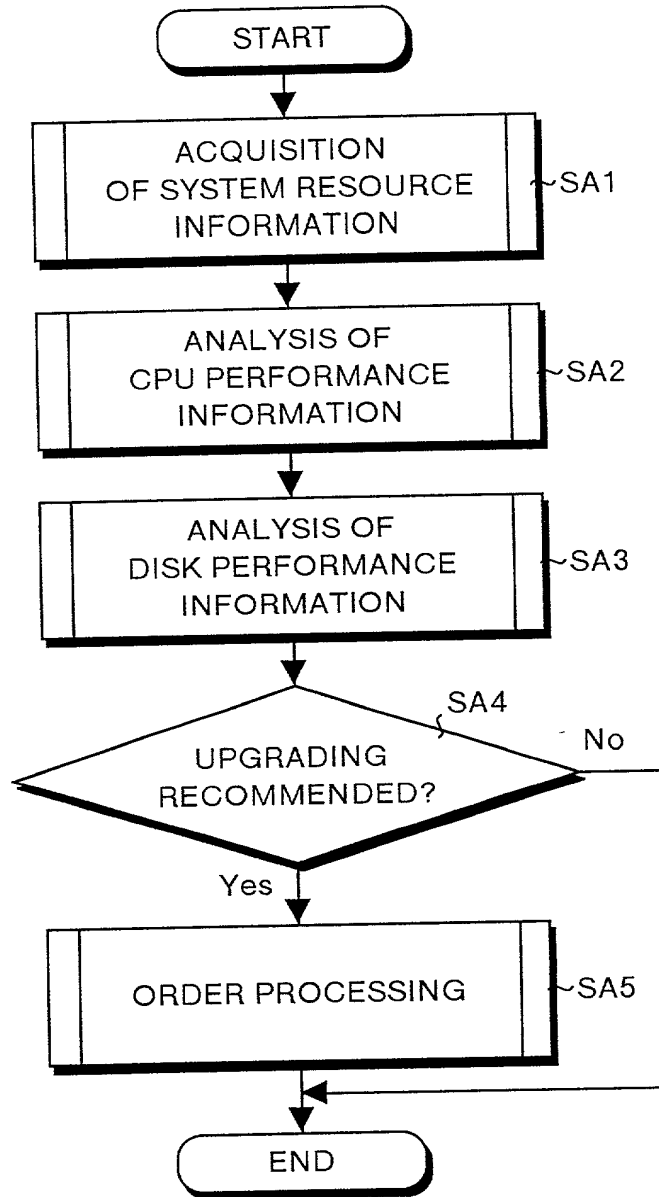 START
ACQUISITION
OF SYSTEM RESOURCE
INFORMATION
SA1
ANALYSIS OF
CPU PERFORMANCE
INFORMATION
SA2
ANALYSIS OF
DISK PERFORMANCE
INFORMATION
SA3
SA4
No
UPGRADING
RECOMMENDED?
Yes
ORDER PROCESSING
SA5
END